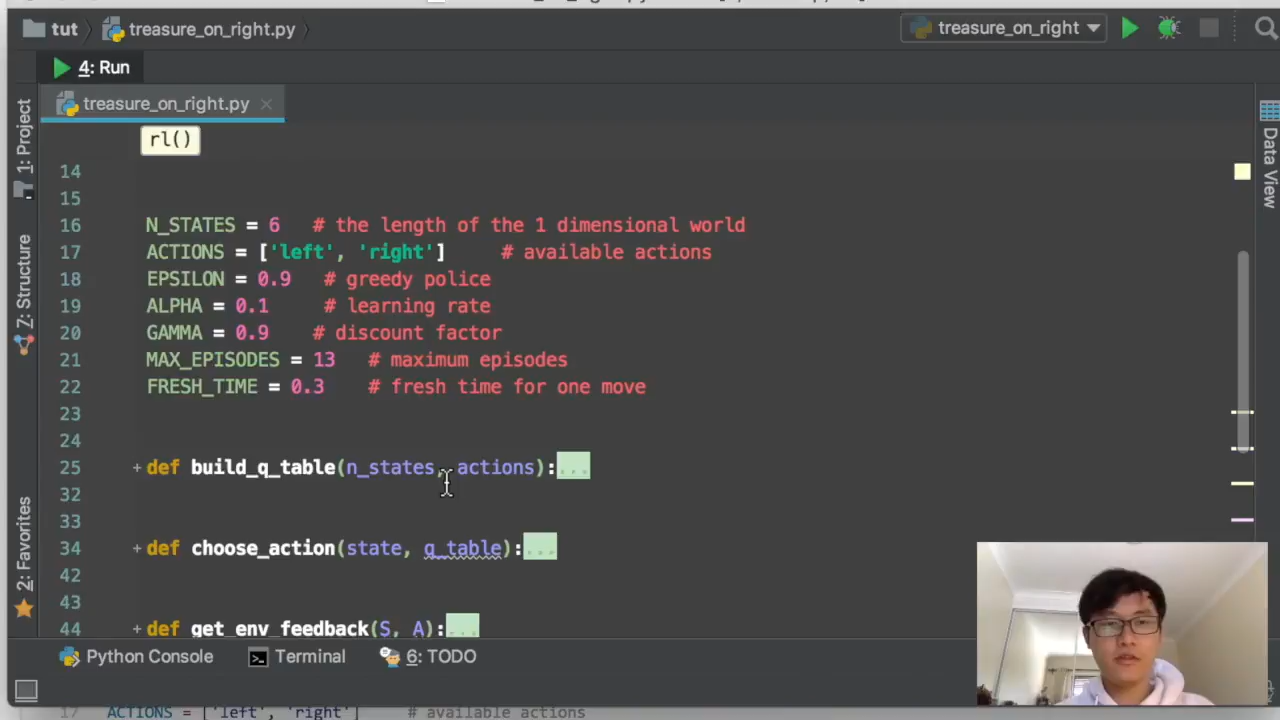 tut
treasure_on_right.py
treasure_on_right
4: Run
treasure_on_right.py
1: Project
Z: Structure
2: Favorites
Data View
rl()
14
15
16 N_STATES = 6 # the length of the 1 dimensional world
17 ACTIONS = ['left', 'right'] # available actions
18 EPSILON = 0.9 # greedy police
19 ALPHA = 0.1 # learning rate
20 GAMMA = 0.9 # discount factor
21 MAX_EPISODES = 13 # maximum episodes
22 FRESH_TIME = 0.3 # fresh time for one move
23
24
25 + def build_q_table(n_states, actions):...
32
33
34 + def choose_action(state, q_table):...
42
43
44 + def get_env_feedback(S, A):...
Python Console
Terminal
6: TODO
17 ACTIONS = ['left', 'right'] # available actions